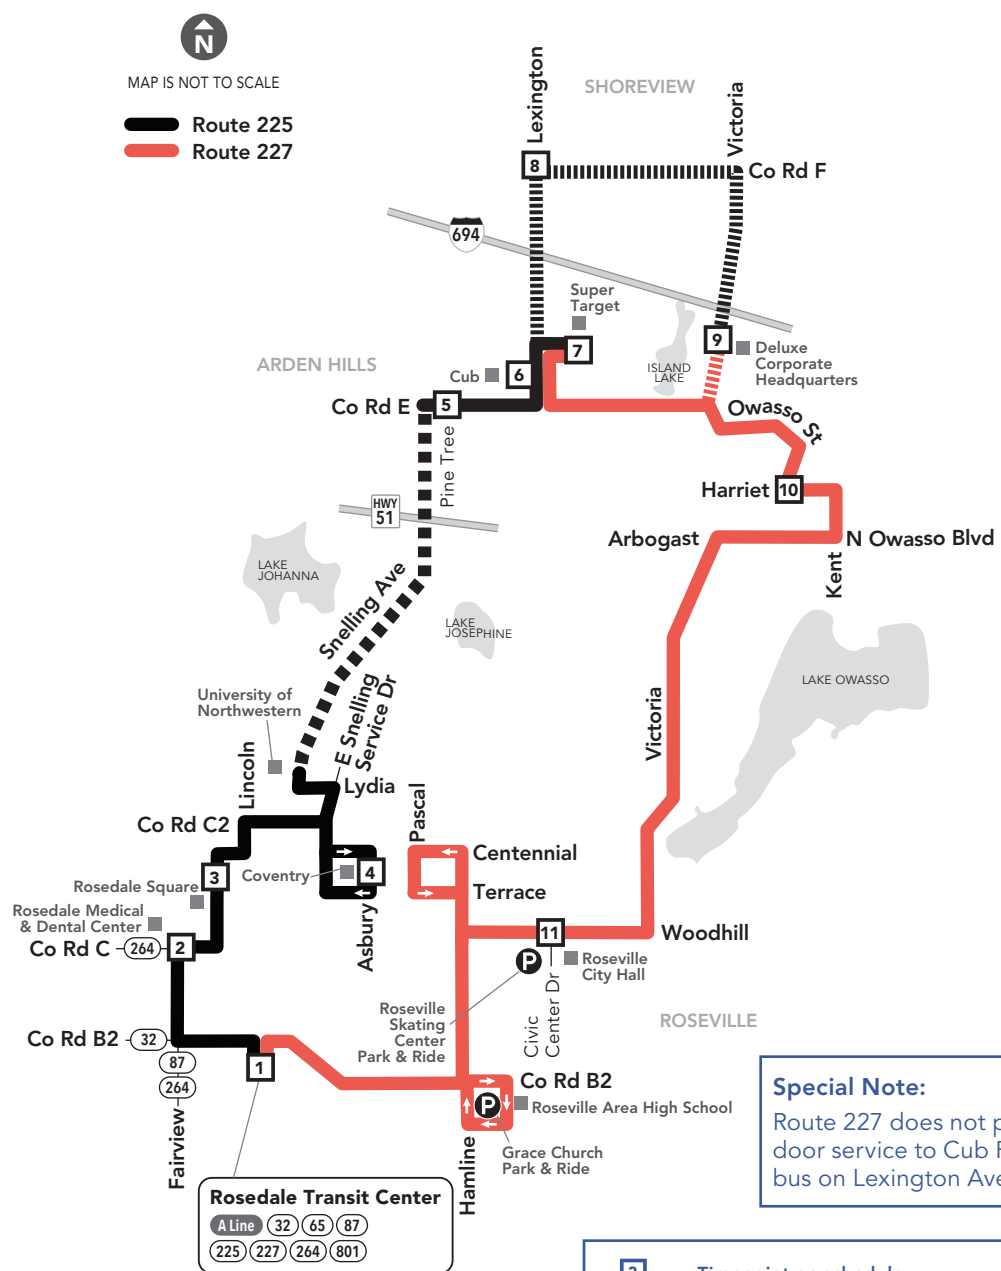 N
MAP IS NOT TO SCALE
Route 225
Route 227
Lexington
SHOREVIEW
Victoria
8
Co Rd F
694
Super
Target
7
9
Deluxe
Corporate
Headquarters
ISLAND
LAKE
ARDEN HILLS
Cub
6
Co Rd E
5
Owasso St
Pine Tree
Harriet
10
HWY
51
Arbogast
N Owasso Blvd
Kent
LAKE
JOHANNA
Snelling Ave
LAKE
JOSEPHINE
LAKE OWASSO
University of
Northwestern
E Snelling
Service Dr
Victoria
Lincoln
Lydia
Pascal
Co Rd C2
Centennial
Coventry
4
3
Rosedale Square
Terrace
Rosedale Medical
& Dental Center
Asbury
Co Rd C
264
2
11
Woodhill
P
Roseville
City Hall
Civic
Center Dr
Roseville
Skating
Center
Park & Ride
ROSEVILLE
Co Rd B2
32
1
87
264
Fairview
Co Rd B2
P
Roseville Area High School
Grace Church
Park & Ride
Hamline
Special Note:
Route 227 does not p
door service to Cub F
bus on Lexington Ave
Rosedale Transit Center
A Line 32 65 87
225 227 264 801